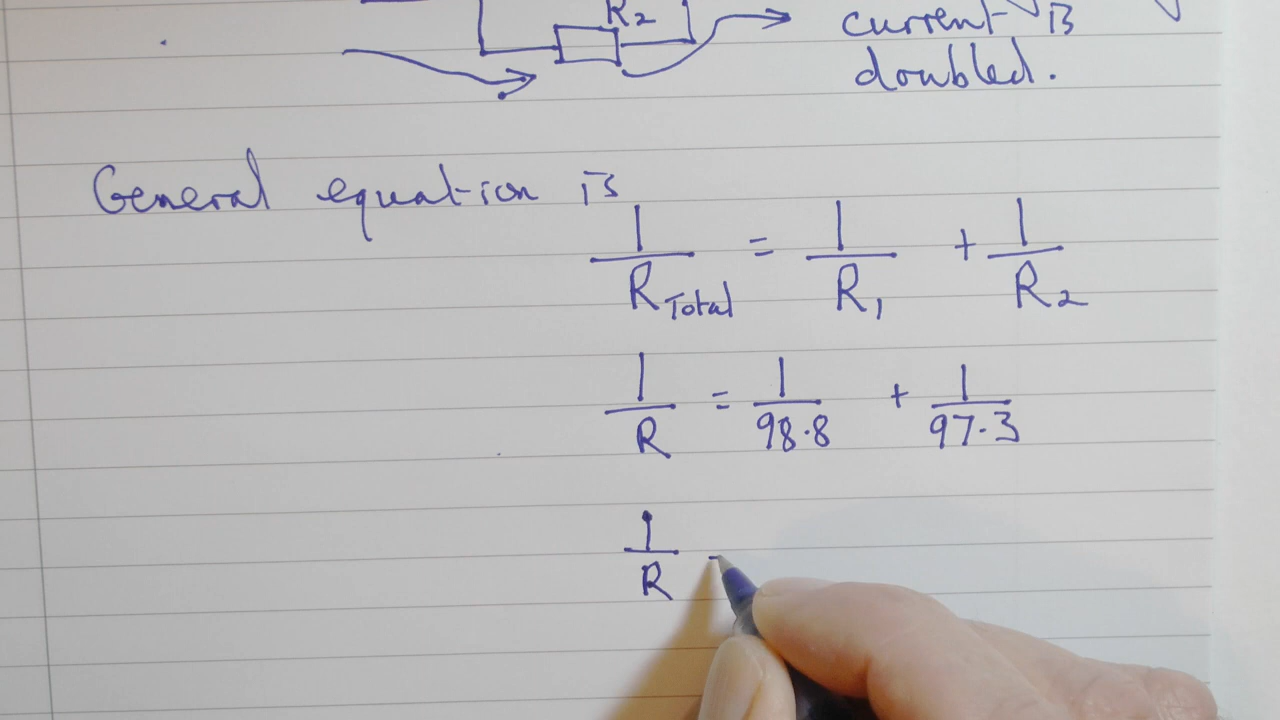 R₂
current is
doubled.
General equation is
1/R Total = 1/R₁ + 1/R₂
1/R = 1/98.8 + 1/97.3
1/R -